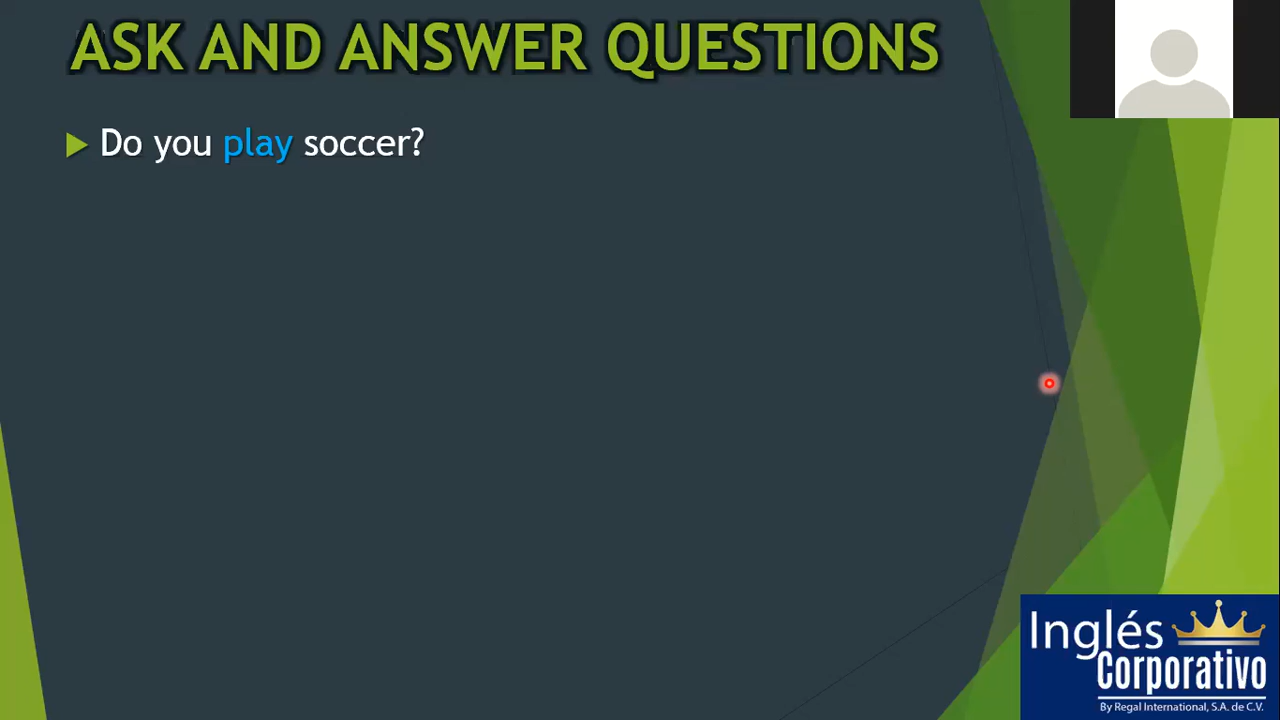 ASK AND ANSWER QUESTIONS
Do you play soccer?
Inglés
Corporativo
By Regal International, S.A. de C.V.